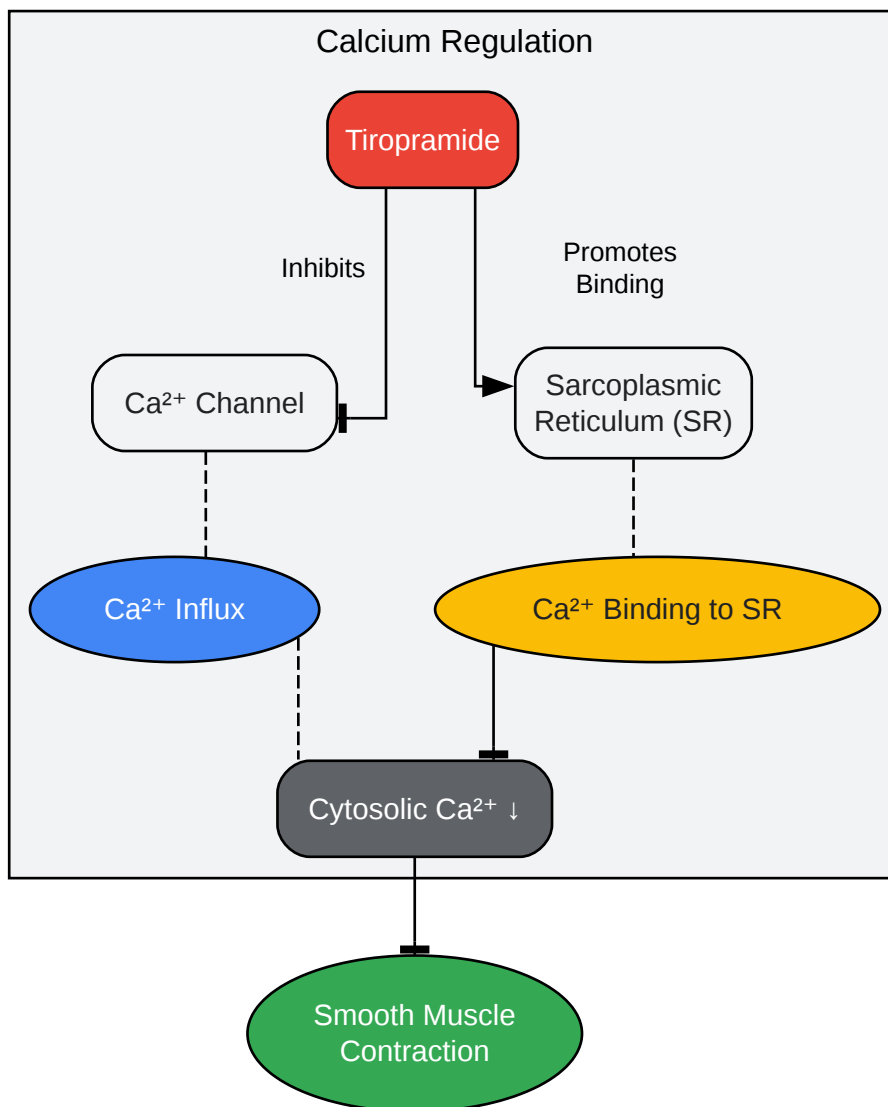 Calcium Regulation
Tiropramide
Inhibits
Promotes
Binding
Ca²⁺ Channel
Sarcoplasmic
Reticulum (SR)
Ca²⁺ Influx
Ca²⁺ Binding to SR
Cytosolic Ca²⁺ ↓
Smooth Muscle
Contraction